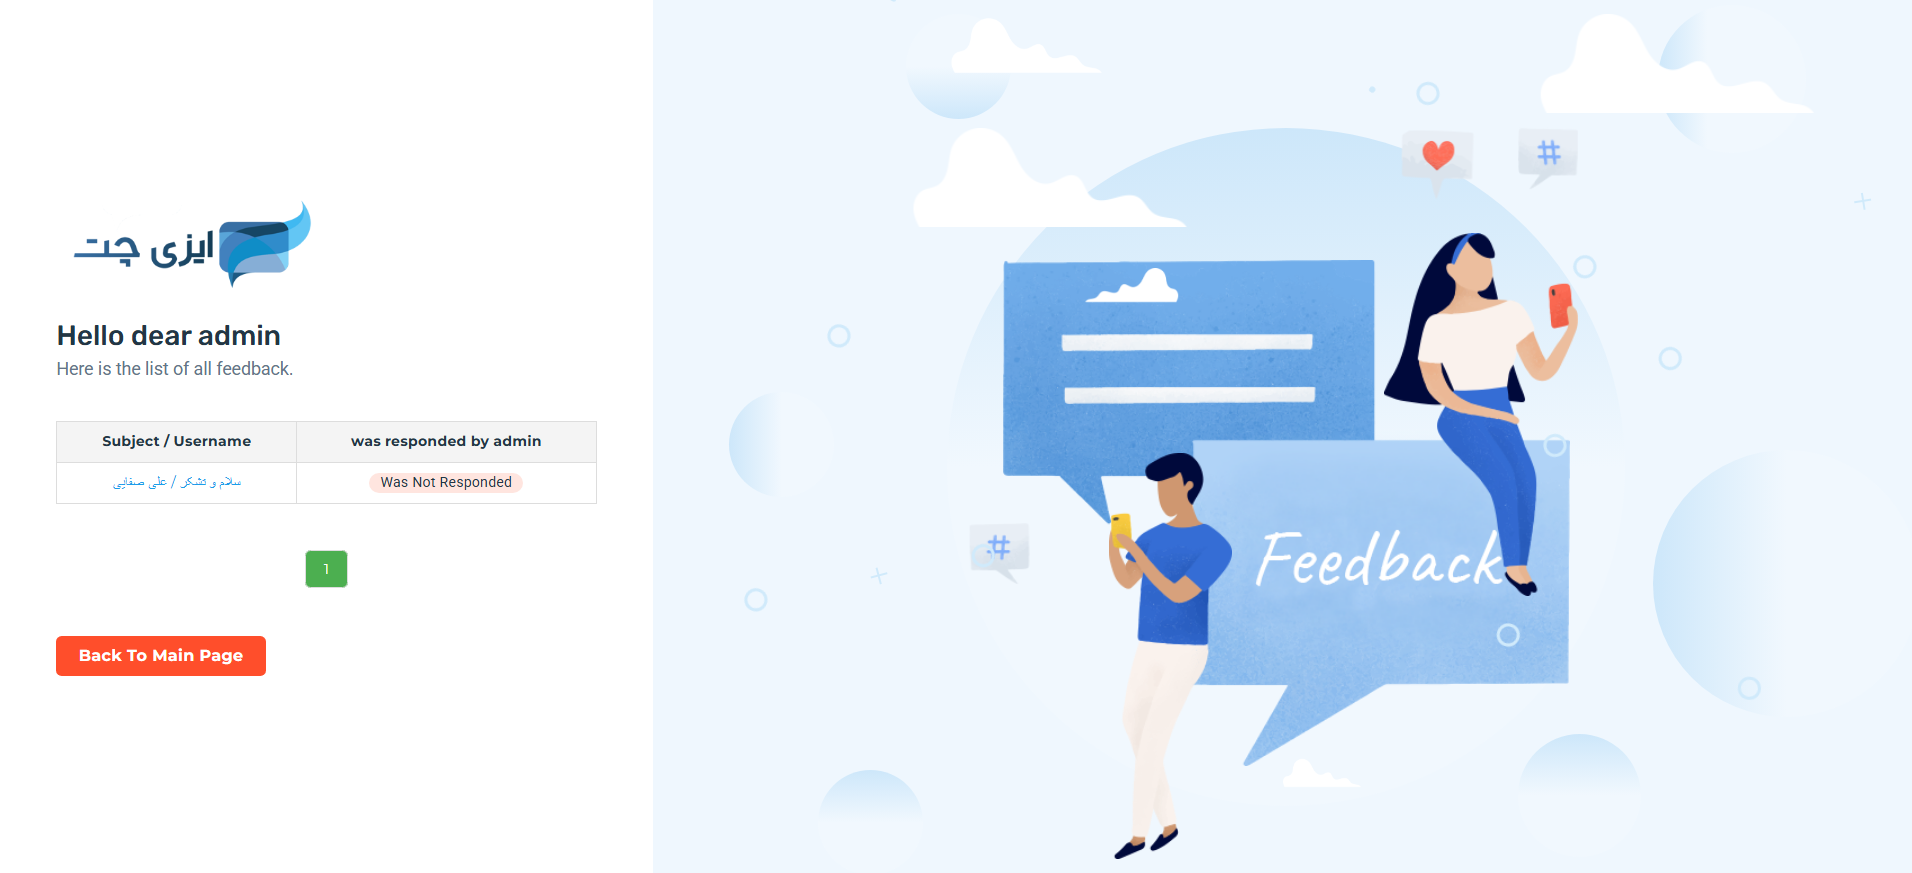 ایزی چت
Hello dear admin
Here is the list of all feedback.
Subject / Username
was responded by admin
سلام و تشکر / علی صقایی
Was Not Responded
1
Back To Main Page
#
#
Feedback